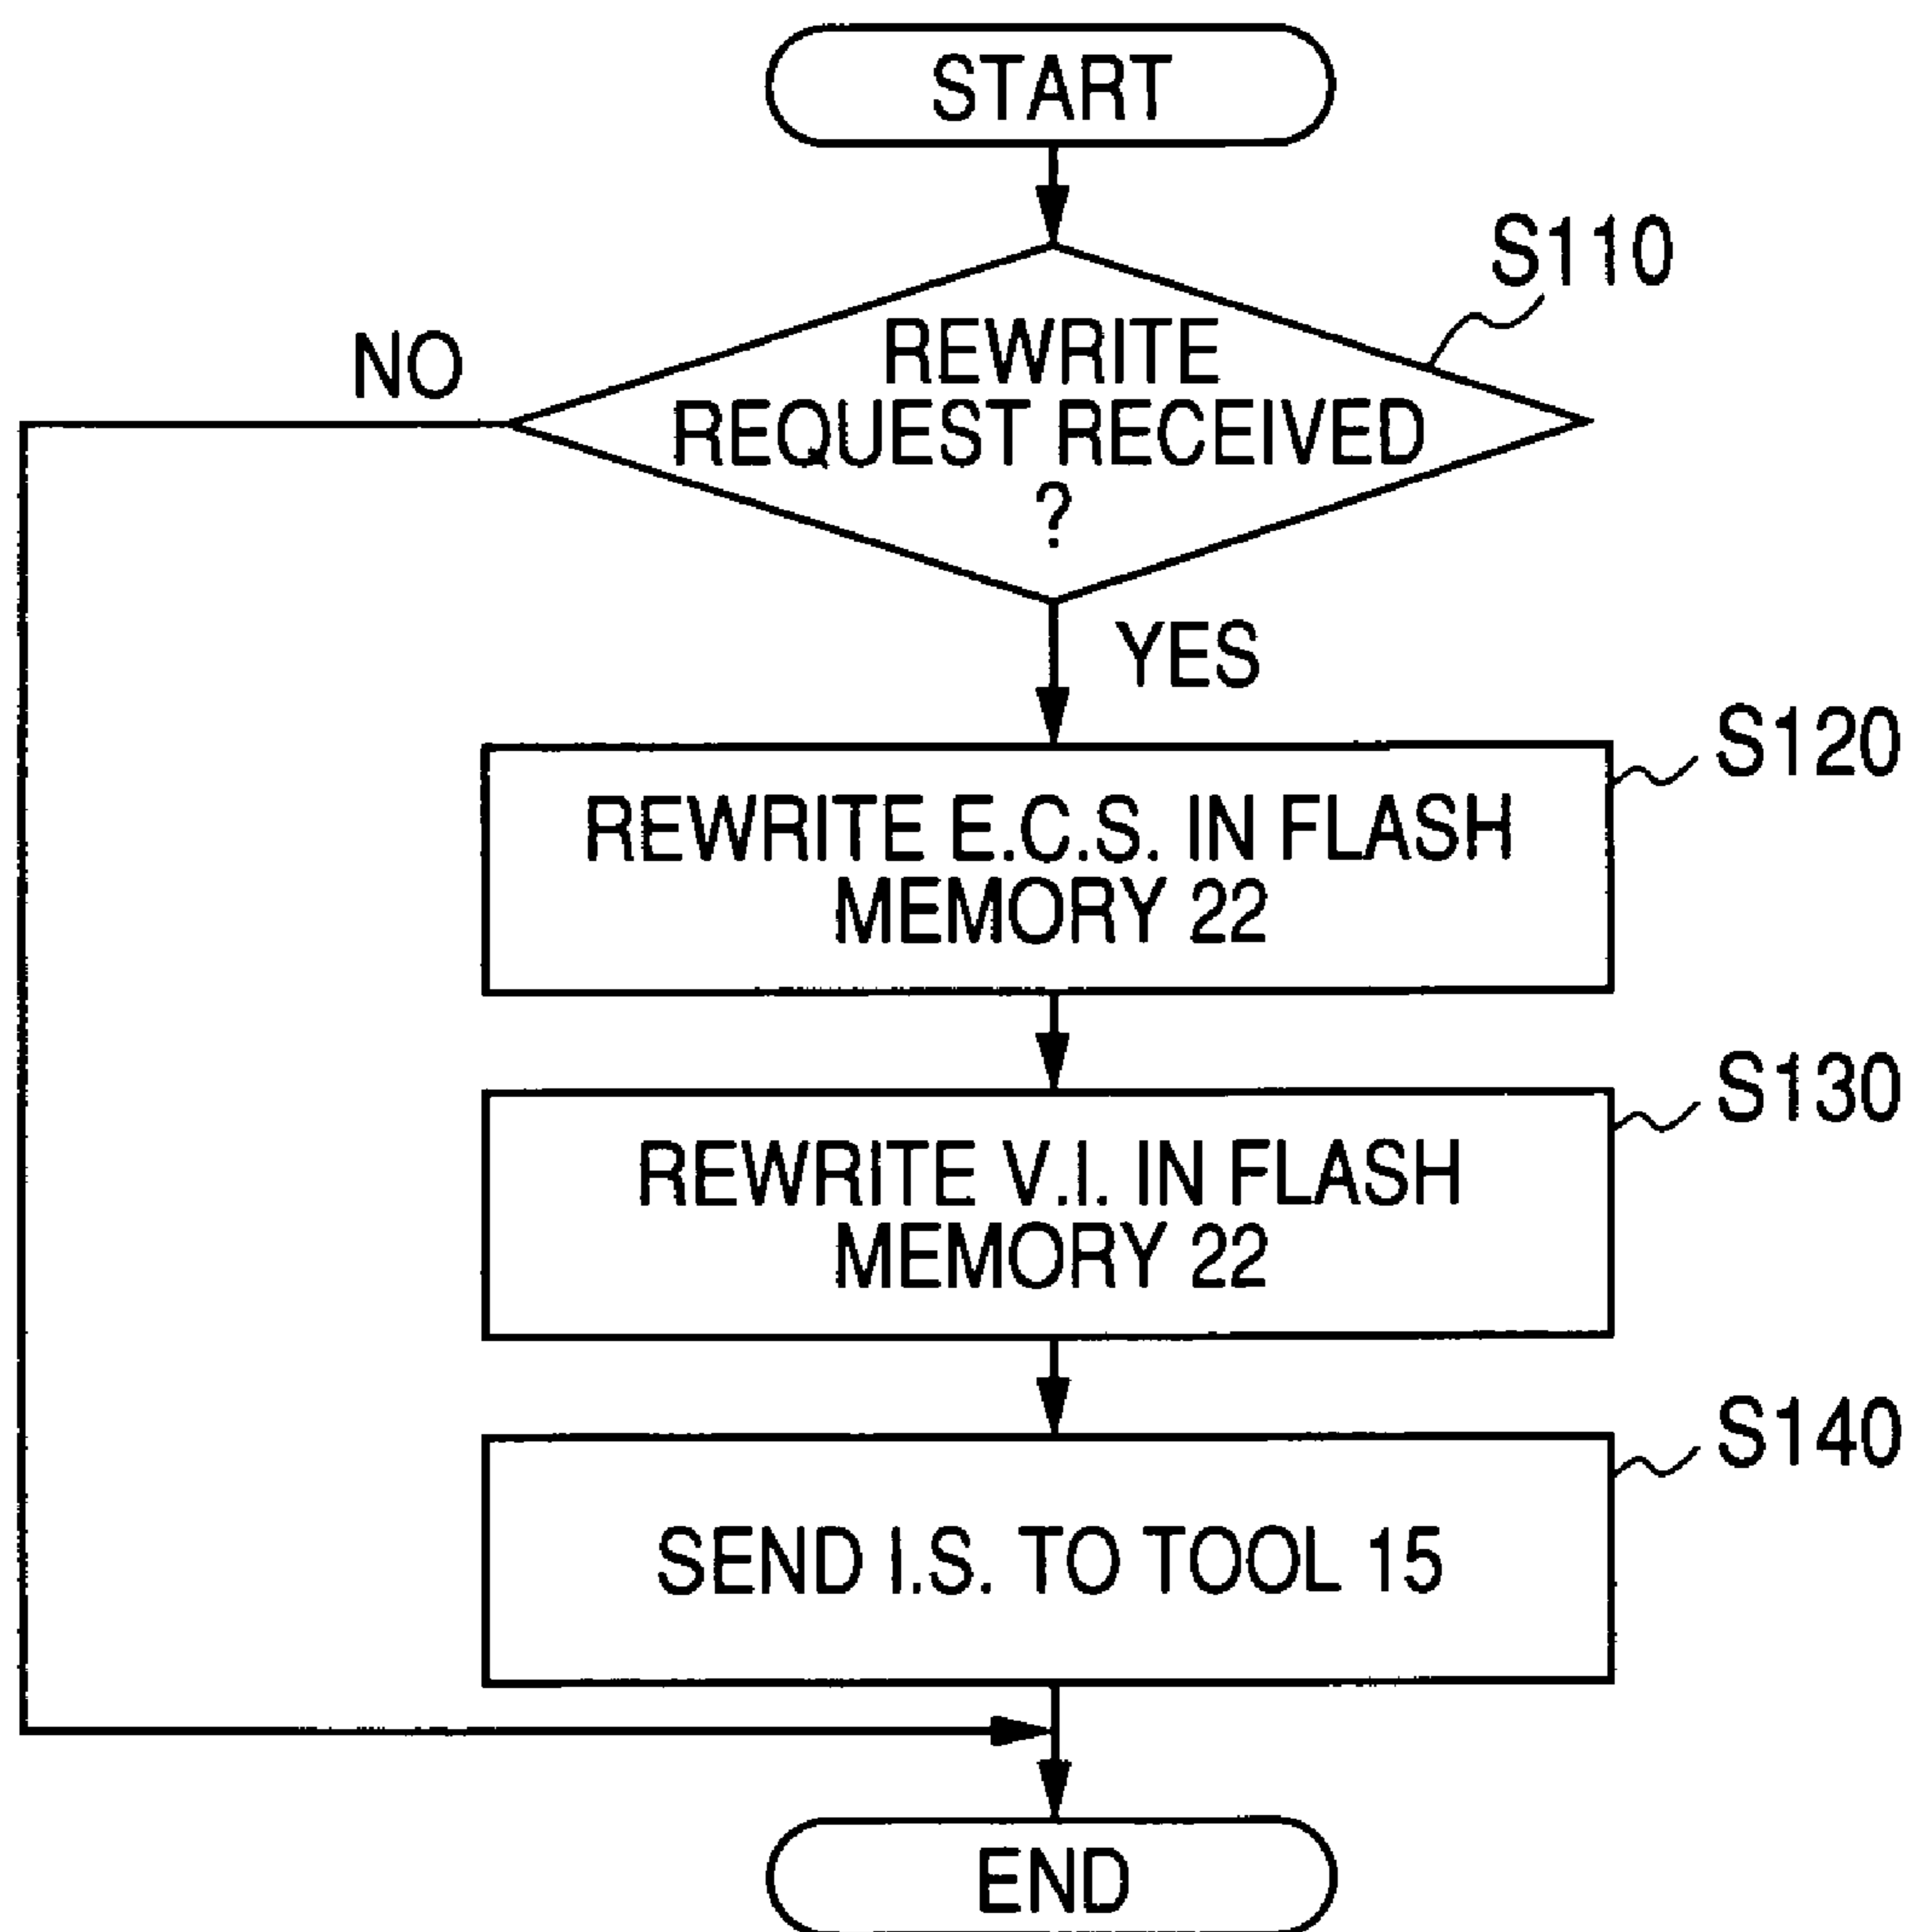 START
S110
NO
REWRITE
REQUEST RECEIVED
?
YES
S120
REWRITE E.C.S. IN FLASH
MEMORY 22
S130
REWRITE V.I. IN FLASH
MEMORY 22
S140
SEND I.S. TO TOOL 15
END